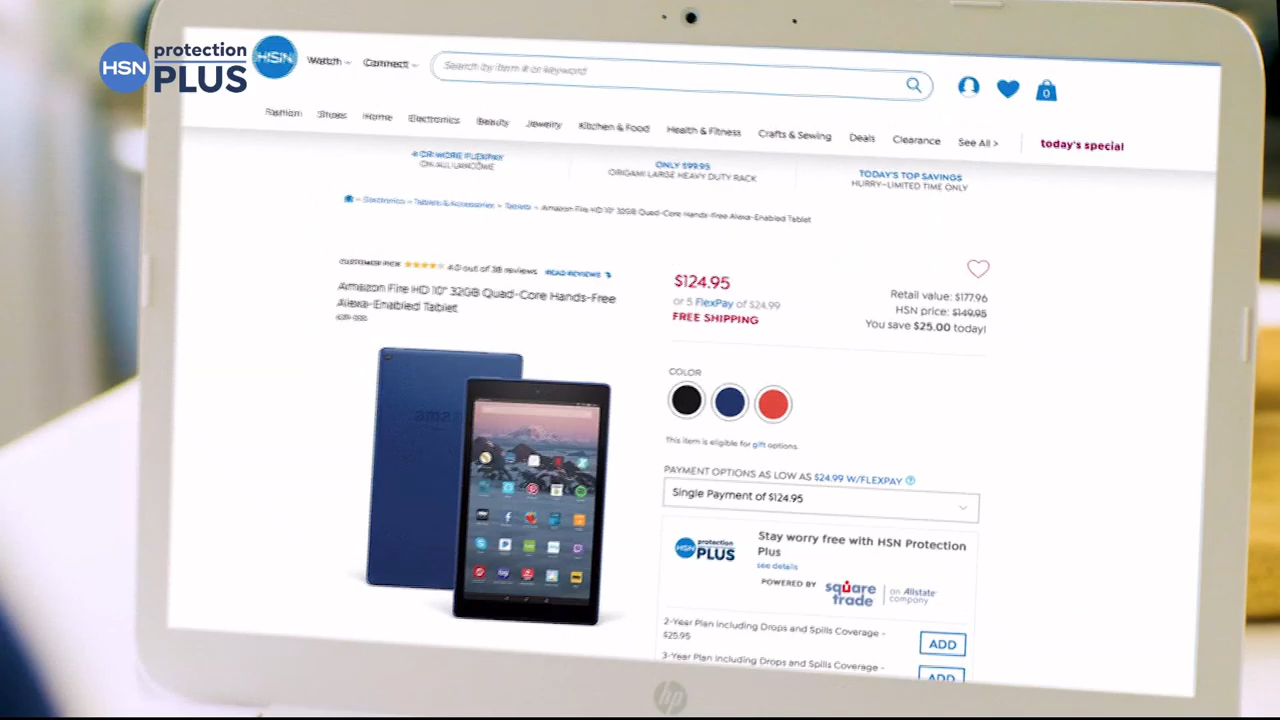 HSN protection PLUS
HSN
Watch
Connect
Search by item # or keyword
0
Fashion Shoes Home Electronics Beauty Jewelry Kitchen & Food Health & Fitness Crafts & Sewing Deals Clearance See All > today's special
4 OR MORE FLEXPAY
ON ALL LANCOME
ONLY $99.95
ORIGAMI LARGE HEAVY DUTY RACK
TODAY'S TOP SAVINGS
HURRY-LIMITED TIME ONLY
Electronics Tablets & Accessories Tablets Amazon Fire HD 10" 32GB Quad-Core Hands-Free Alexa-Enabled Tablet
CUSTOMER PICK 4.0 out of 38 reviews READ REVIEWS
Amazon Fire HD 10" 32GB Quad-Core Hands-Free
Alexa-Enabled Tablet
$124.95
or 5 FlexPay of $24.99
FREE SHIPPING
Retail value: $177.96
HSN price: $149.95
You save $25.00 today!
COLOR
amaz
This item is eligible for gift options.
PAYMENT OPTIONS AS LOW AS $24.99 W/FLEXPAY ?
Single Payment of $124.95
HSN protection PLUS
Stay worry free with HSN Protection
Plus
see details
POWERED BY square trade | an Allstate company
2-Year Plan including Drops and Spills Coverage -
$25.95
ADD
3-Year Plan including Drops and Spills Coverage -
ADD
hp